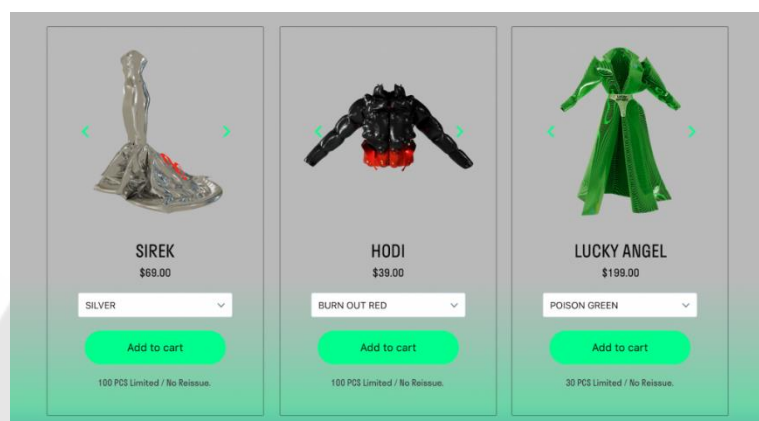 SIREK
$69.00
SILVER
Add to cart
100 PCS Limited / No Reissue.
HODI
$39.00
BURN OUT RED
Add to cart
100 PCS Limited / No Reissue.
LUCKY ANGEL
$199.00
POISON GREEN
Add to cart
30 PCS Limited / No Reissue.